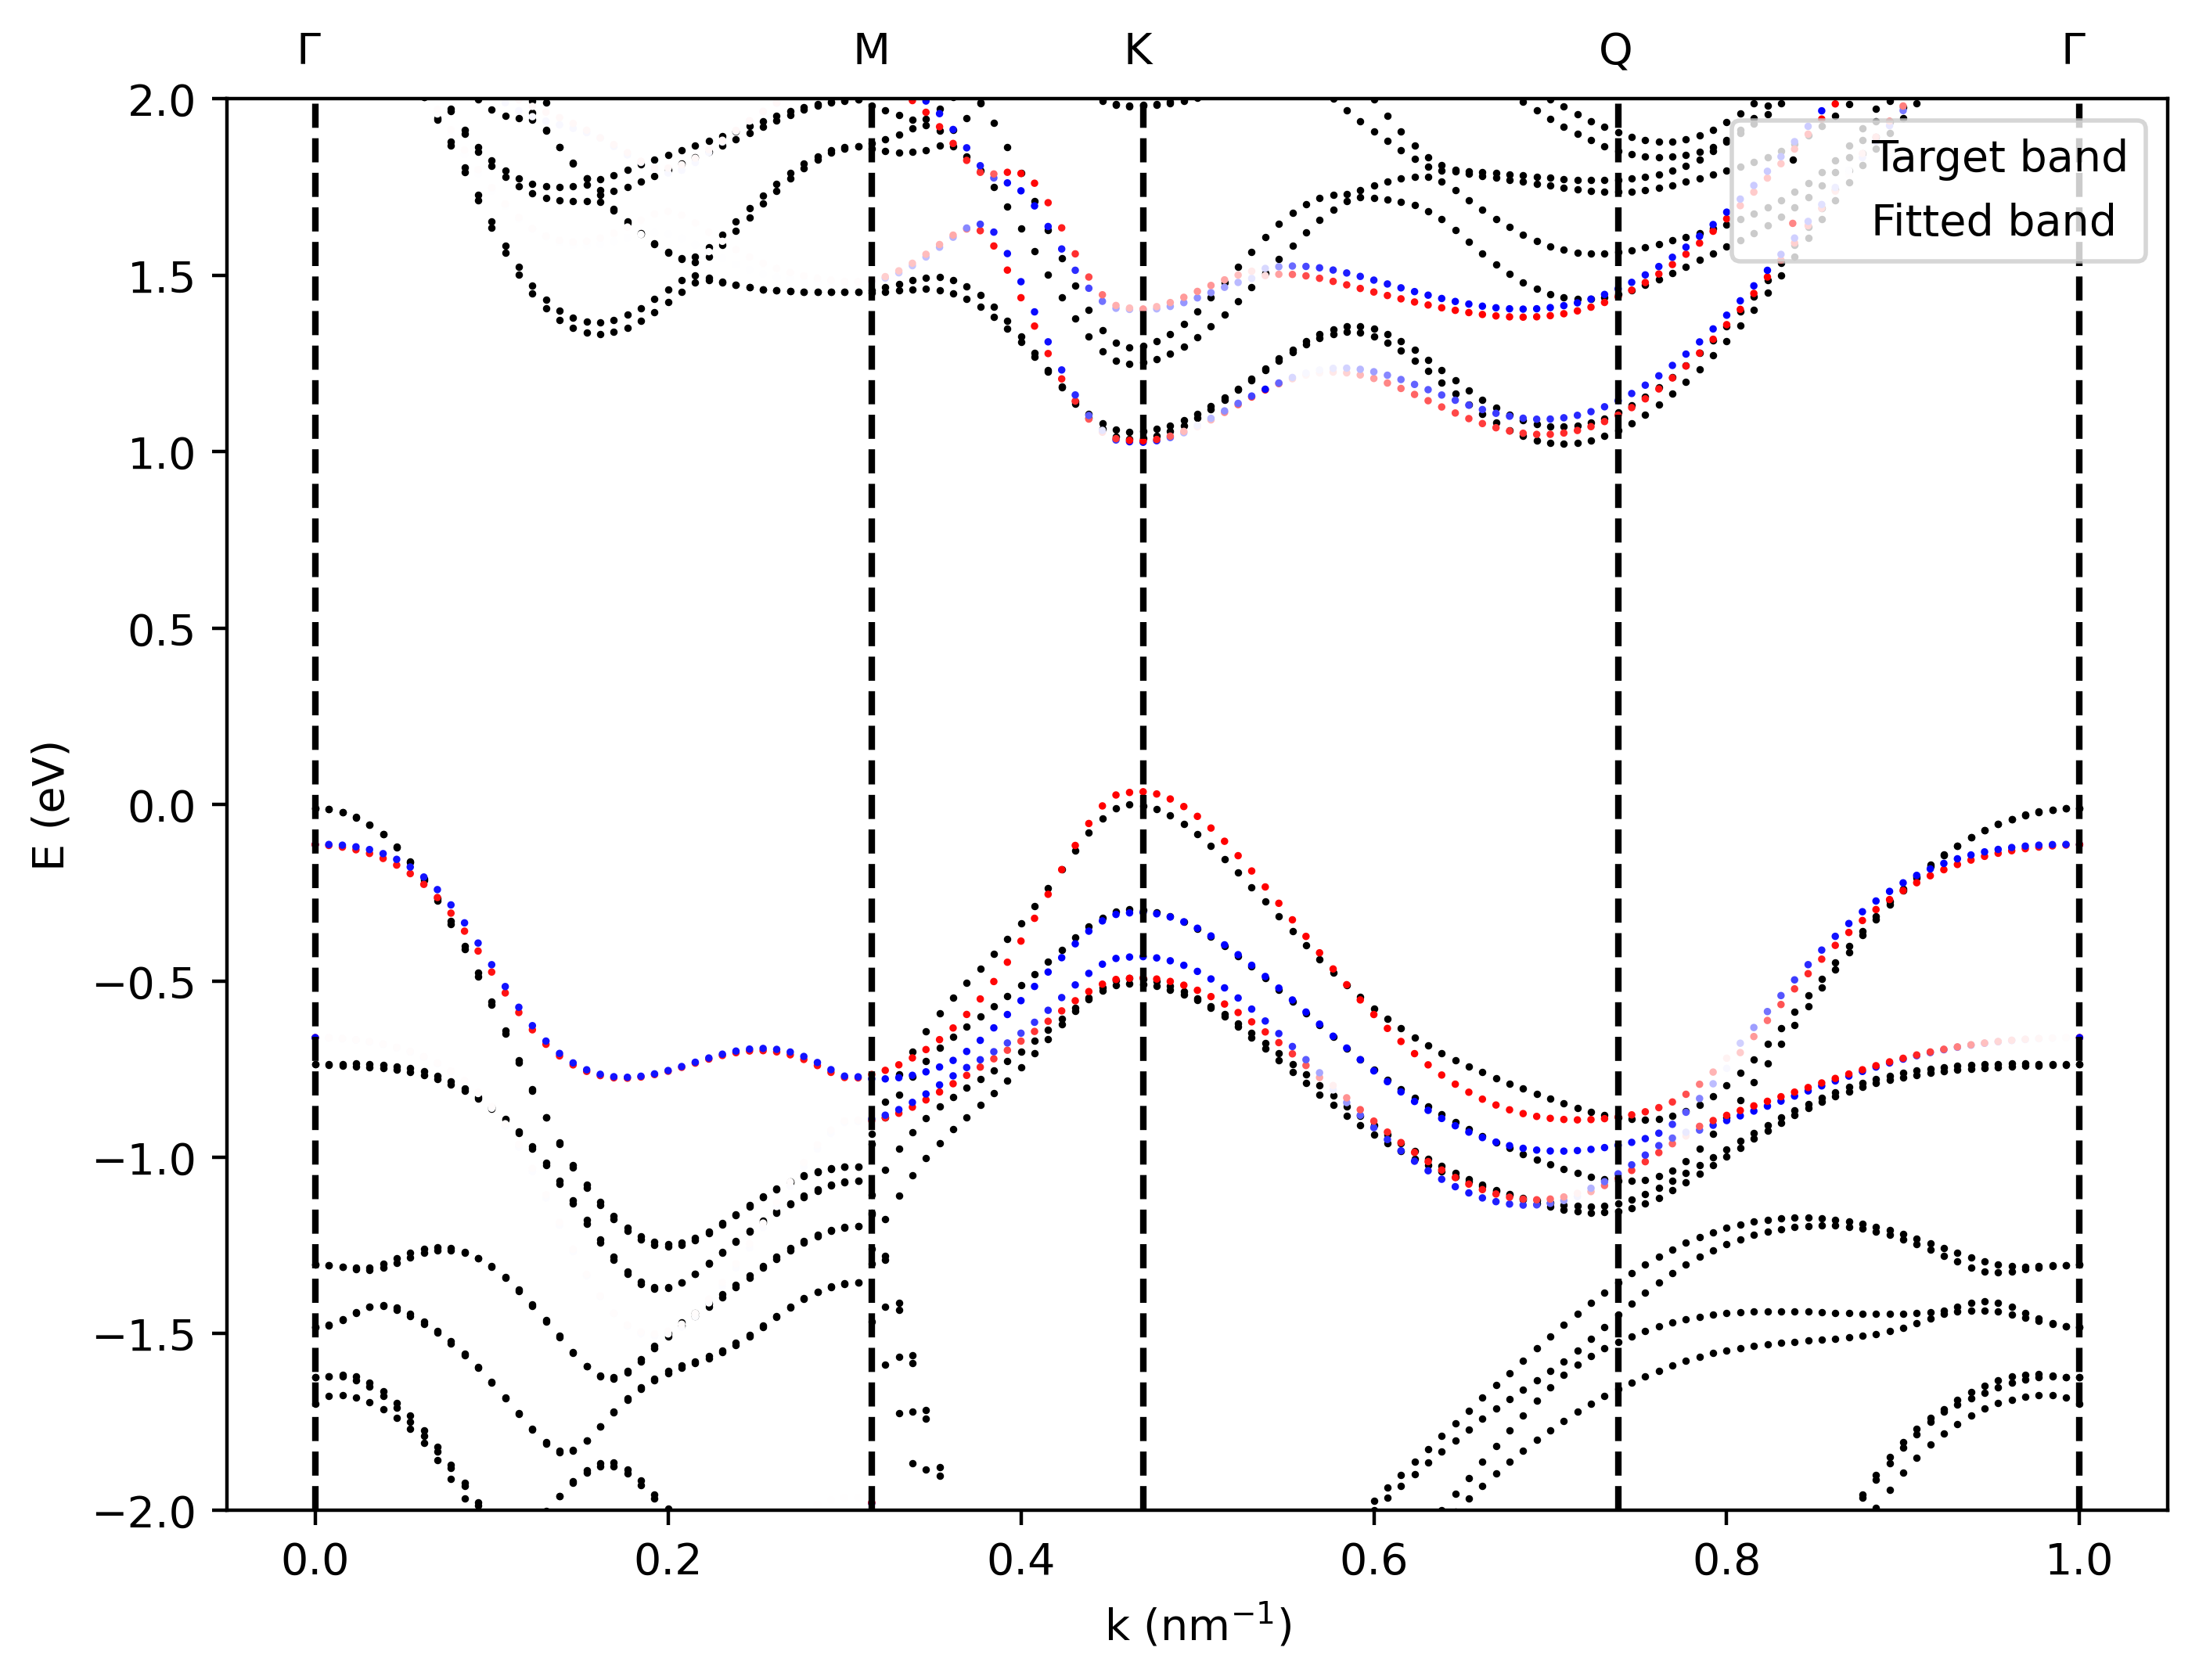 Γ M K Q Γ
2.0
1.5
1.0
0.5
0.0
−0.5
−1.0
−1.5
−2.0
E (eV)
Target band
Fitted band
0.0 0.2 0.4 0.6 0.8 1.0
k (nm⁻¹)